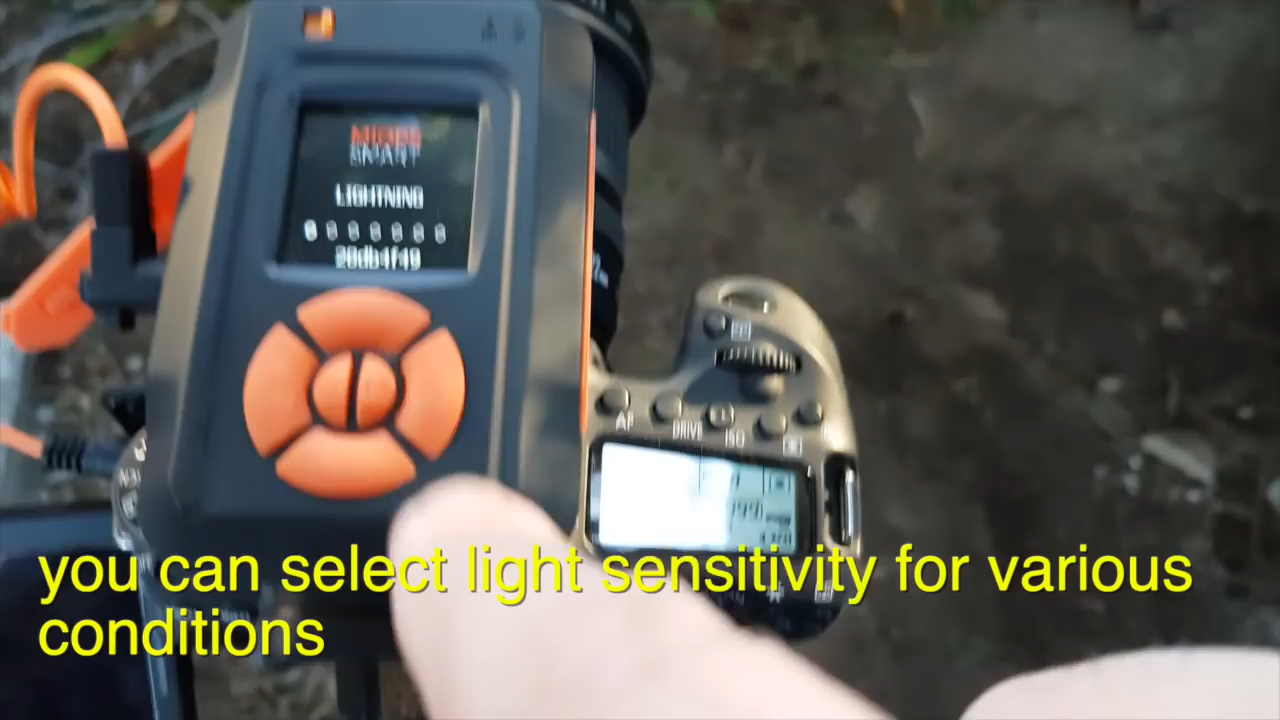 MIOPS
SMART
LIGHTNING
AF
DRIVE
ISO
you can select light sensitivity for various
conditions